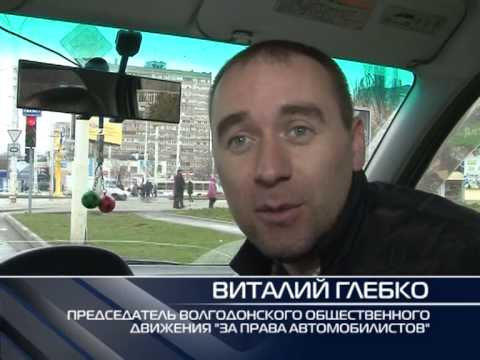 ВИТАЛИЙ ГЛЕБКО
ПРЕДСЕДАТЕЛЬ ВОЛГОДОНСКОГО ОБЩЕСТВЕННОГО
ДВИЖЕНИЯ "ЗА ПРАВА АВТОМОБИЛИСТОВ"